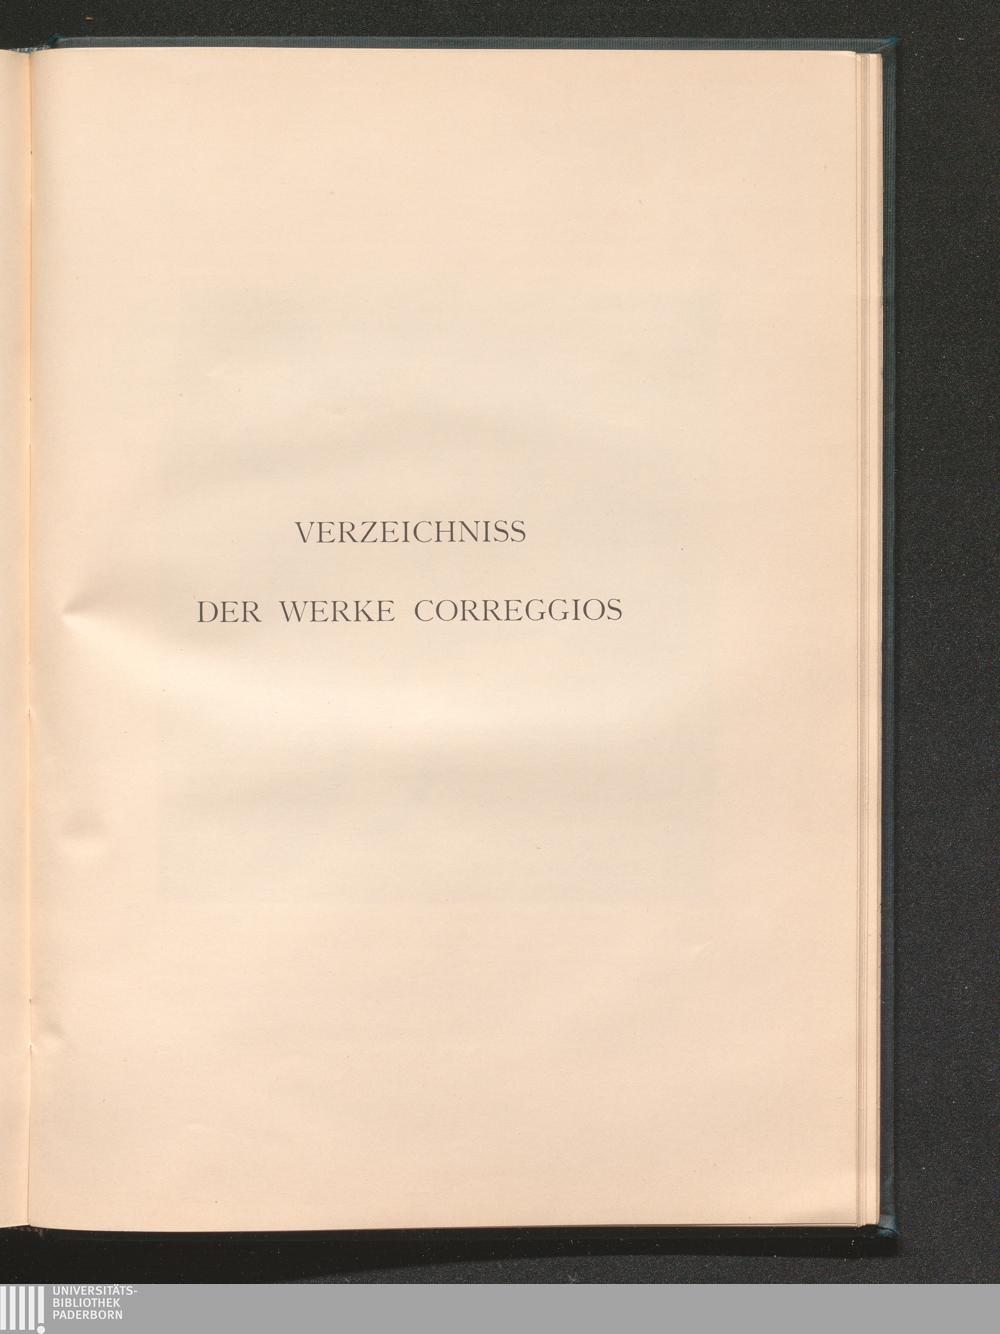 VERZEICHNISS
DER WERKE CORREGGIOS
UNIVERSITÄTS-
BIBLIOTHEK
PADERBORN